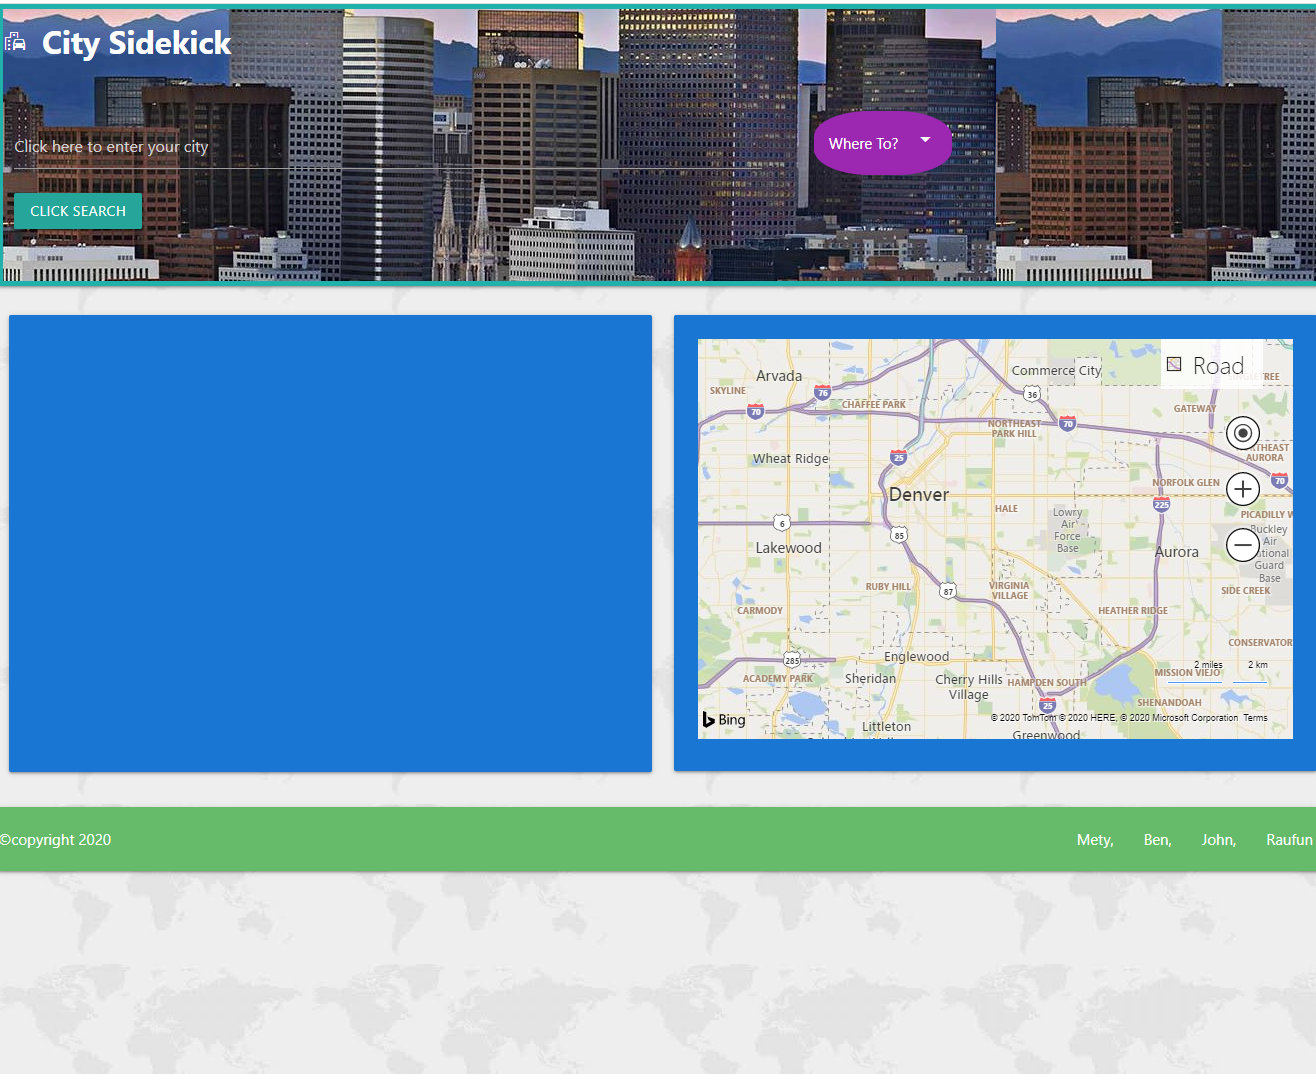 City Sidekick
Click here to enter your city
Where To?
CLICK SEARCH
Road
Arvada
Commerce City
SKYLINE
76
36
70
CHAFFEE PARK
GATEWAY
NORTHEAST
PARK HILL
70
Wheat Ridge
25
AURORA
NORFOLK GLEN
70
Denver
225
HALE
Lowry
Air
Force
Base
PICADILLY
6
85
Buckley
Air
Guard
Base
Lakewood
Aurora
RUBY HILL
87
VIRGINIA
VILLAGE
SIDE CREEK
CARMODY
HEATHER RIDGE
CONSERVATOR
285
Englewood
2 miles
2 km
ACADEMY PARK
Sheridan
Cherry Hills
Village
HAMPDEN SOUTH
MISSION VIEJO
25
SHENANDOAH
Bing
Littleton
© 2020 TomTom © 2020 HERE, © 2020 Microsoft Corporation Terms
Greenwood
©copyright 2020
Mety, Ben, John, Raufun